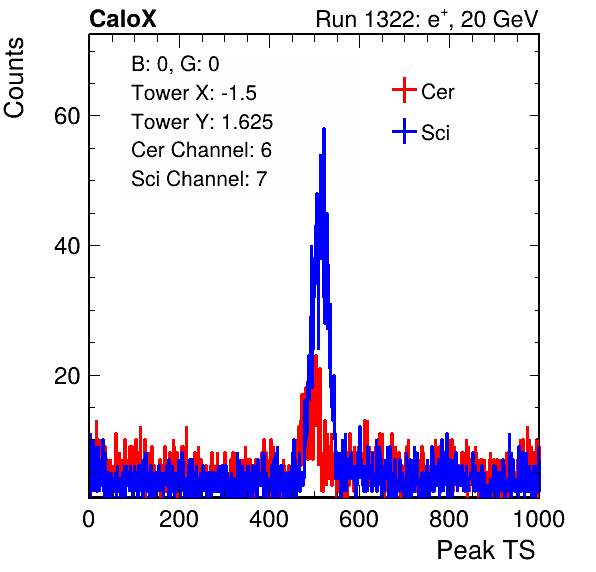 CaloX Run 1322: e⁺, 20 GeV
Counts
B: 0, G: 0
Tower X: -1.5
Tower Y: 1.625
Cer Channel: 6
Sci Channel: 7
Cer
Sci
60
40
20
0 200 400 600 800 1000
Peak TS